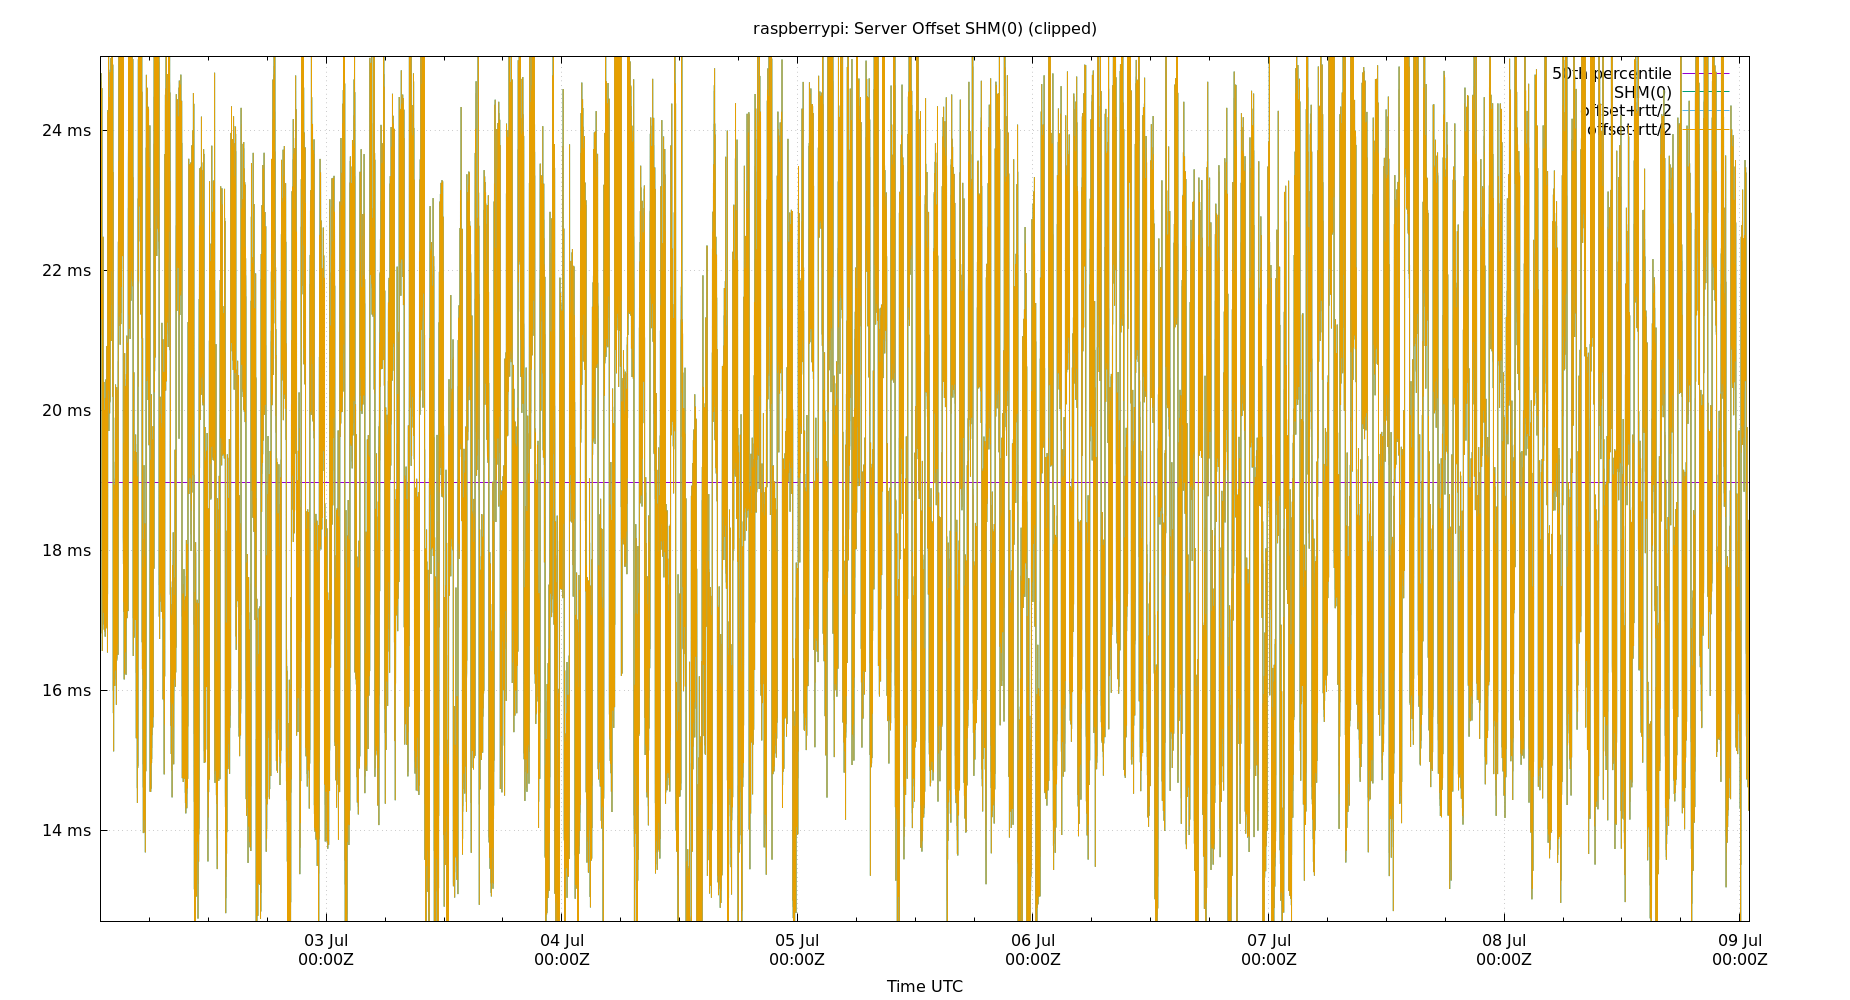 raspberrypi: Server Offset SHM(0) (clipped)
50th percentile
SHM(0)
offset+rtt/2
offset-rtt/2
24 ms
22 ms
20 ms
18 ms
16 ms
14 ms
03 Jul 04 Jul 05 Jul 06 Jul 07 Jul 08 Jul 09 Jul
00:00Z 00:00Z 00:00Z 00:00Z 00:00Z 00:00Z 00:00Z
Time UTC